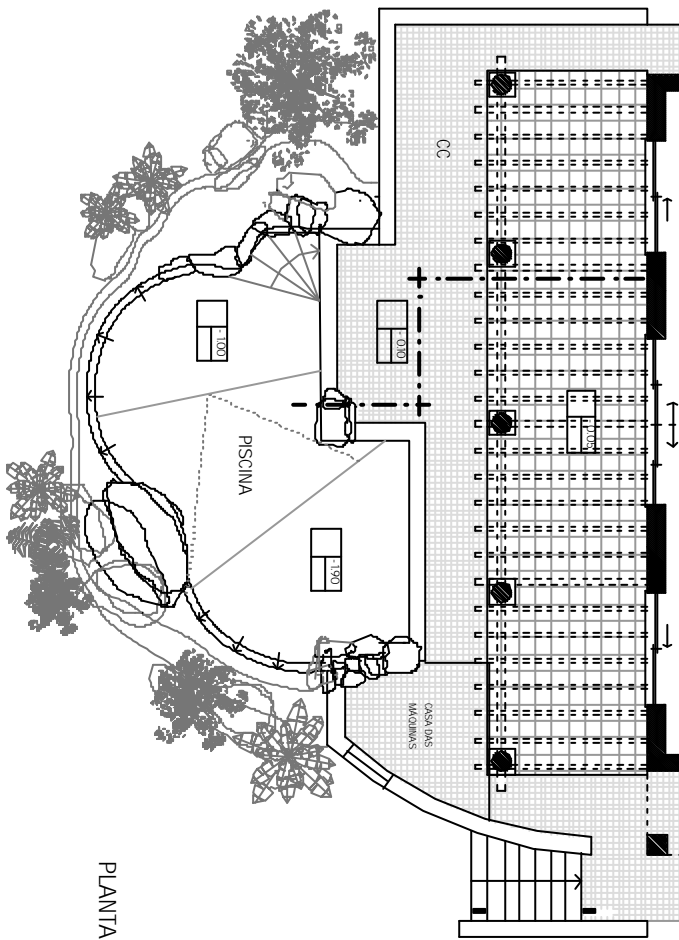 CC
-1.00
-0.10
0.05
PISCINA
-1.90
CASA DAS
MÁQUINAS
PLANTA